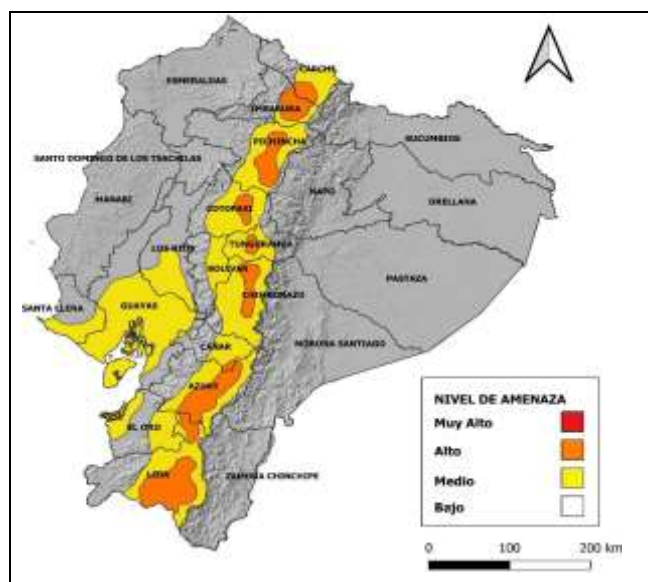 CARCHI
ESMERALDAS
IMBABURA
SUCUMBIOS
PICHINCHA
SANTO DOMINGO DE LOS TSACHILAS
NAPO
ORELLANA
MANABI
COTOPAXI
LOS RIOS
TUNGURAHUA
BOLIVAR
PASTAZA
CHIMBORAZO
SANTA ELENA
GUAYAS
MORONA SANTIAGO
CAÑAR
AZUAY
EL ORO
LOJA
ZAMORA CHINCHIPE
NIVEL DE AMENAZA
Muy Alto
Alto
Medio
Bajo
0 100 200 km